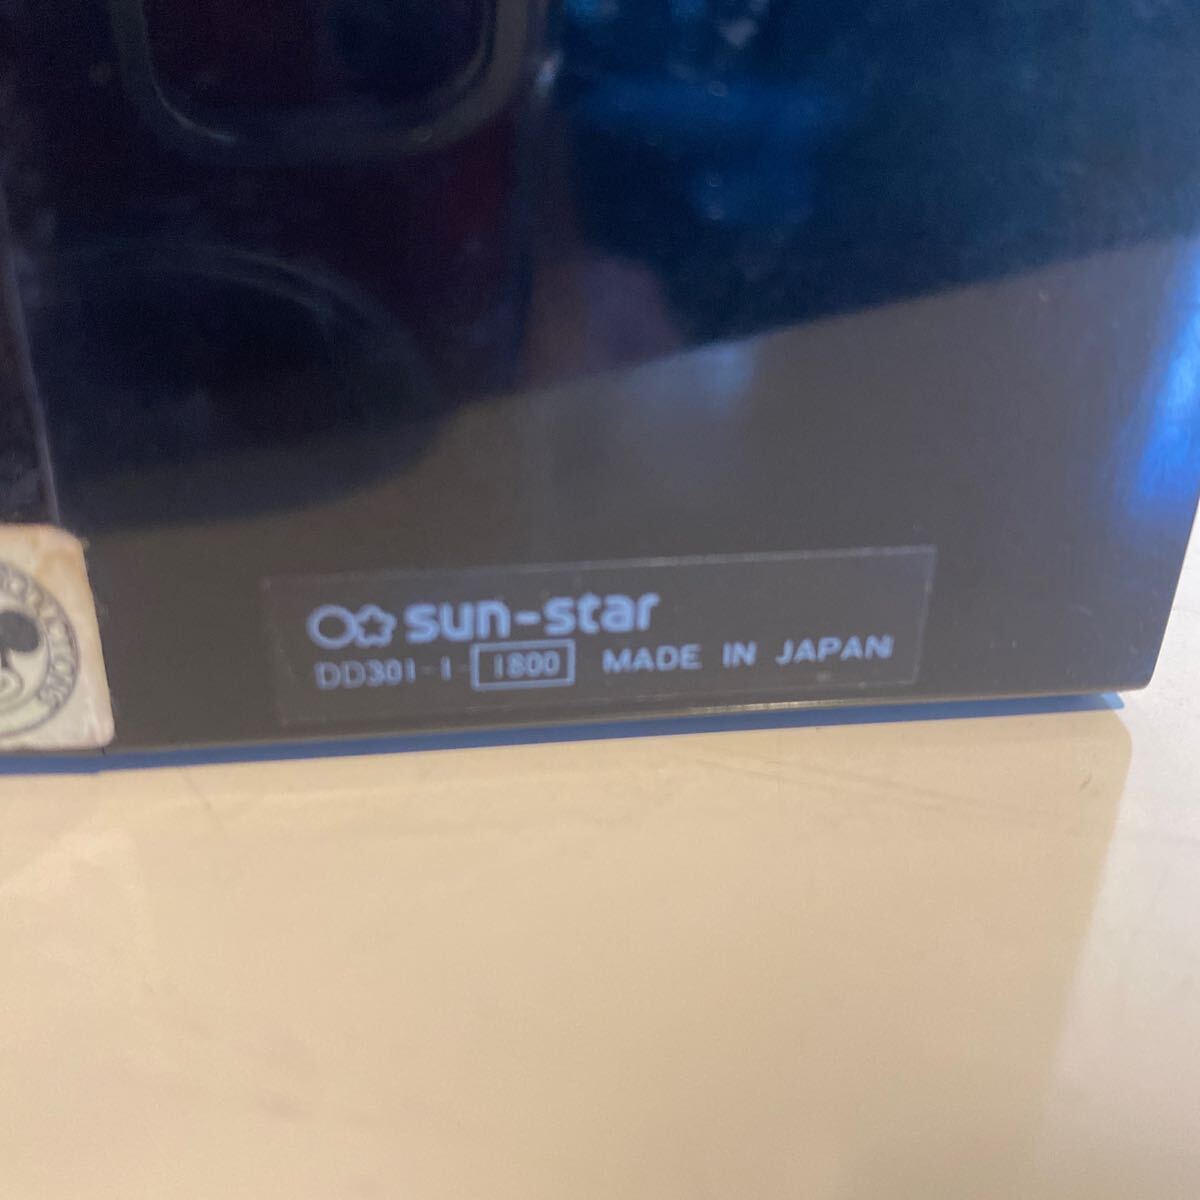 sun-star
DD301-1-1800 MADE IN JAPAN